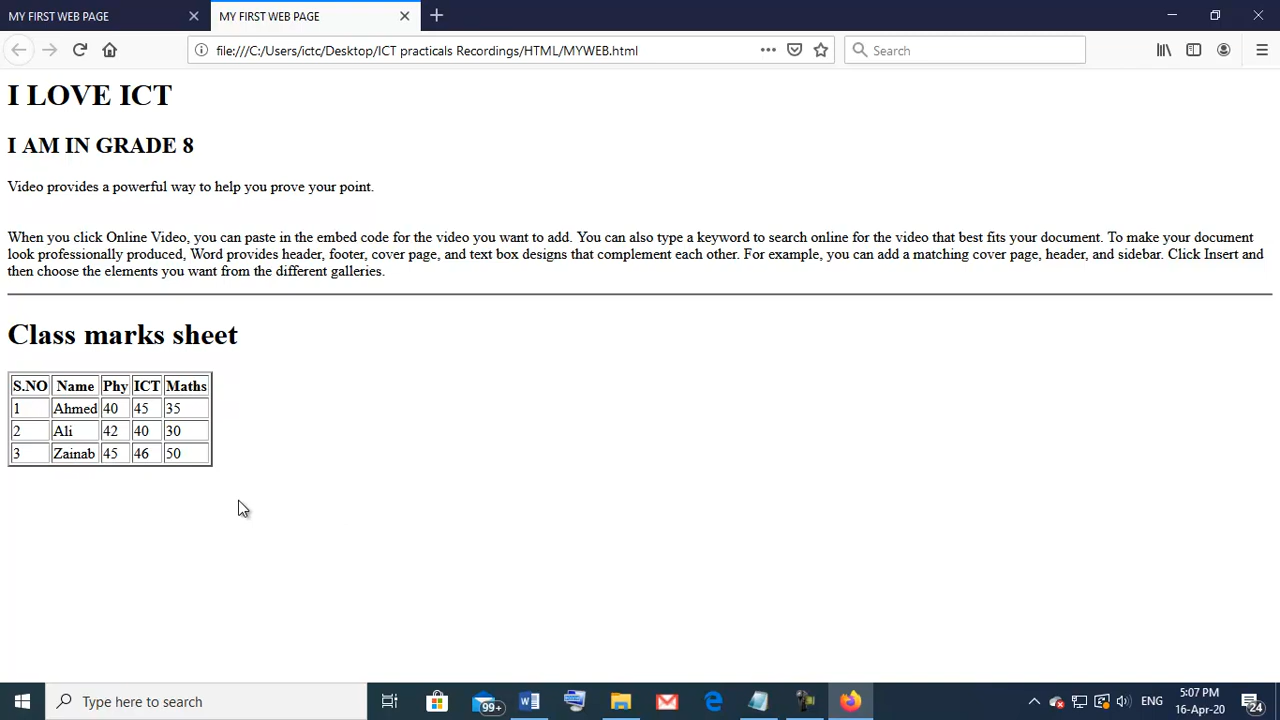 MY FIRST WEB PAGE
MY FIRST WEB PAGE
file:///C:/Users/ictc/Desktop/ICT practicals Recordings/HTML/MYWEB.html
Search
I LOVE ICT
I AM IN GRADE 8
Video provides a powerful way to help you prove your point.
When you click Online Video, you can paste in the embed code for the video you want to add. You can also type a keyword to search online for the video that best fits your document. To make your document
look professionally produced, Word provides header, footer, cover page, and text box designs that complement each other. For example, you can add a matching cover page, header, and sidebar. Click Insert and
then choose the elements you want from the different galleries.
Class marks sheet
S.NO Name Phy ICT Maths
1 Ahmed 40 45 35
2 Ali 42 40 30
3 Zainab 45 46 50
Type here to search
99+
ENG
5:07 PM
16-Apr-20
24